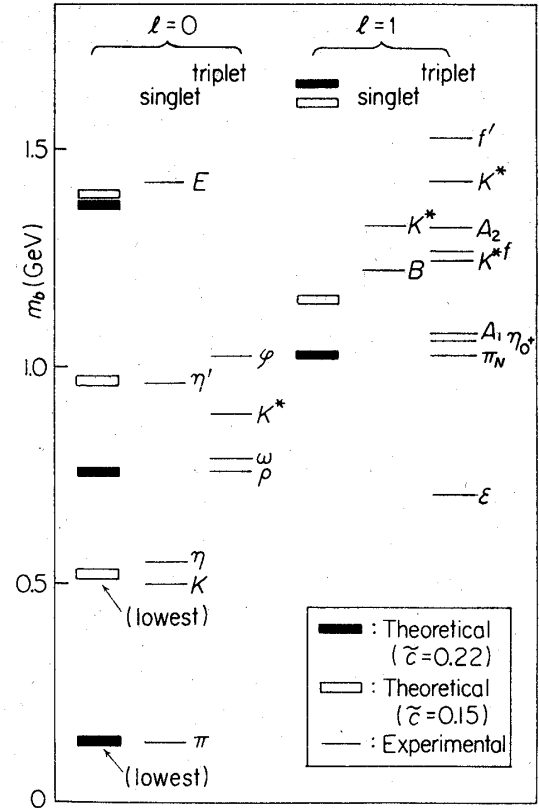 ℓ=0
ℓ=1
singlet
triplet
singlet
triplet
m_b(GeV)
1.5
1.0
0.5
0
E
φ
η'
K*
ω
ρ
η
K
(lowest)
π
(lowest)
f'
K*
K*
A₂
f
K*
B
A₁ η₀⁺
π_N
ε
: Theoretical
(c̃=0.22)
: Theoretical
(c̃=0.15)
: Experimental